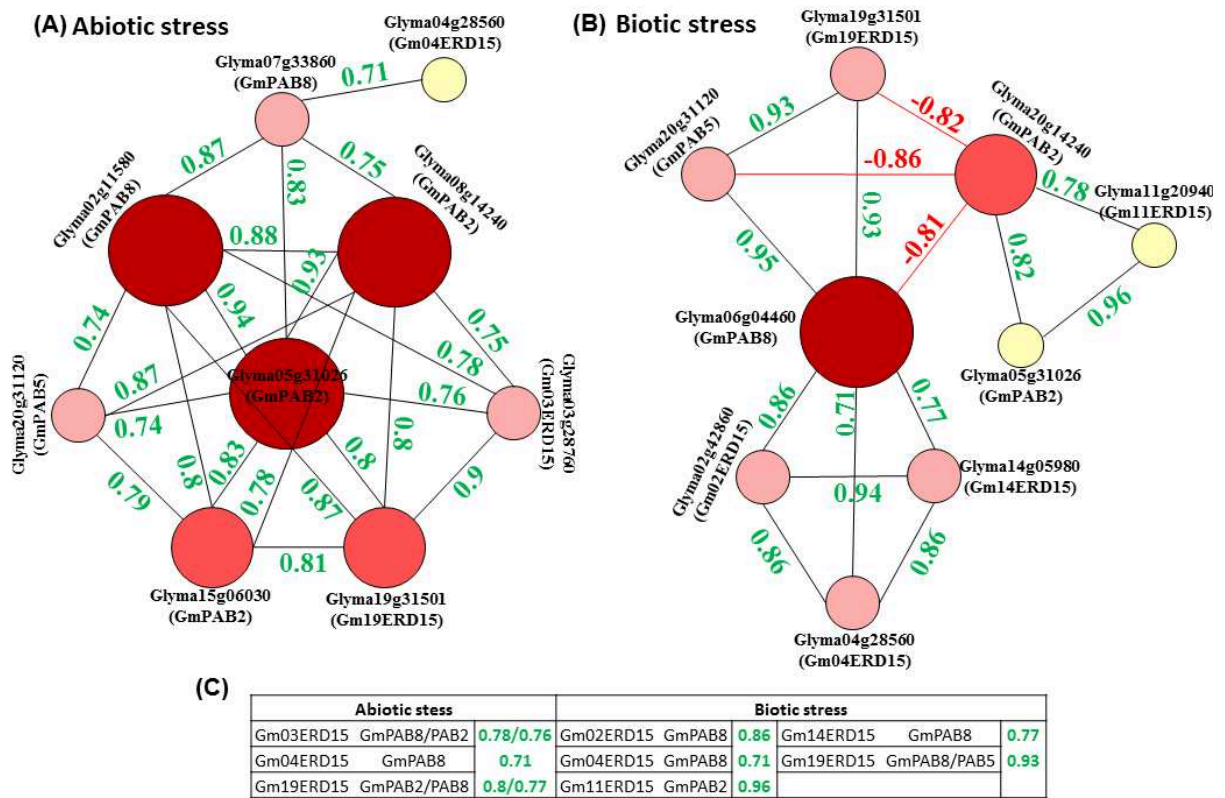 (A) Abiotic stress
Glyma04g28560
(Gm04ERD15)
Glyma07g33860
(GmPAB8)
0.71
0.87
0.83
0.75
Glyma02g11580
(GmPAB8)
Glyma08g14240
(GmPAB2)
0.88
0.93
0.94
0.74
0.75
0.78
0.87
Glyma05g31026
(GmPAB2)
0.76
Glyma20g31120
(GmPAB5)
0.74
Glyma03g28760
(Gm03ERD15)
0.8
0.79
0.8
0.83
0.78
0.87
0.8
0.9
0.81
Glyma15g06030
(GmPAB2)
Glyma19g31501
(Gm19ERD15)
(B) Biotic stress
Glyma19g31501
(Gm19ERD15)
Glyma20g31120
(GmPAB5)
0.93
-0.82
Glyma20g14240
(GmPAB2)
-0.86
0.78
Glyma11g20940
(Gm11ERD15)
0.93
-0.81
0.95
0.82
0.96
Glyma06g04460
(GmPAB8)
Glyma05g31026
(GmPAB2)
0.86
0.71
0.77
Glyma02g42860
(Gm02ERD15)
Glyma14g05980
(Gm14ERD15)
0.94
0.86
0.86
Glyma04g28560
(Gm04ERD15)
(C)
Abiotic stess Biotic stress
Gm03ERD15 GmPAB8/PAB2 0.78/0.76 Gm02ERD15 GmPAB8 0.86 Gm14ERD15 GmPAB8 0.77
Gm04ERD15 GmPAB8 0.71 Gm04ERD15 GmPAB8 0.71 Gm19ERD15 GmPAB8/PAB5 0.93
Gm19ERD15 GmPAB2/PAB8 0.8/0.77 Gm11ERD15 GmPAB2 0.96